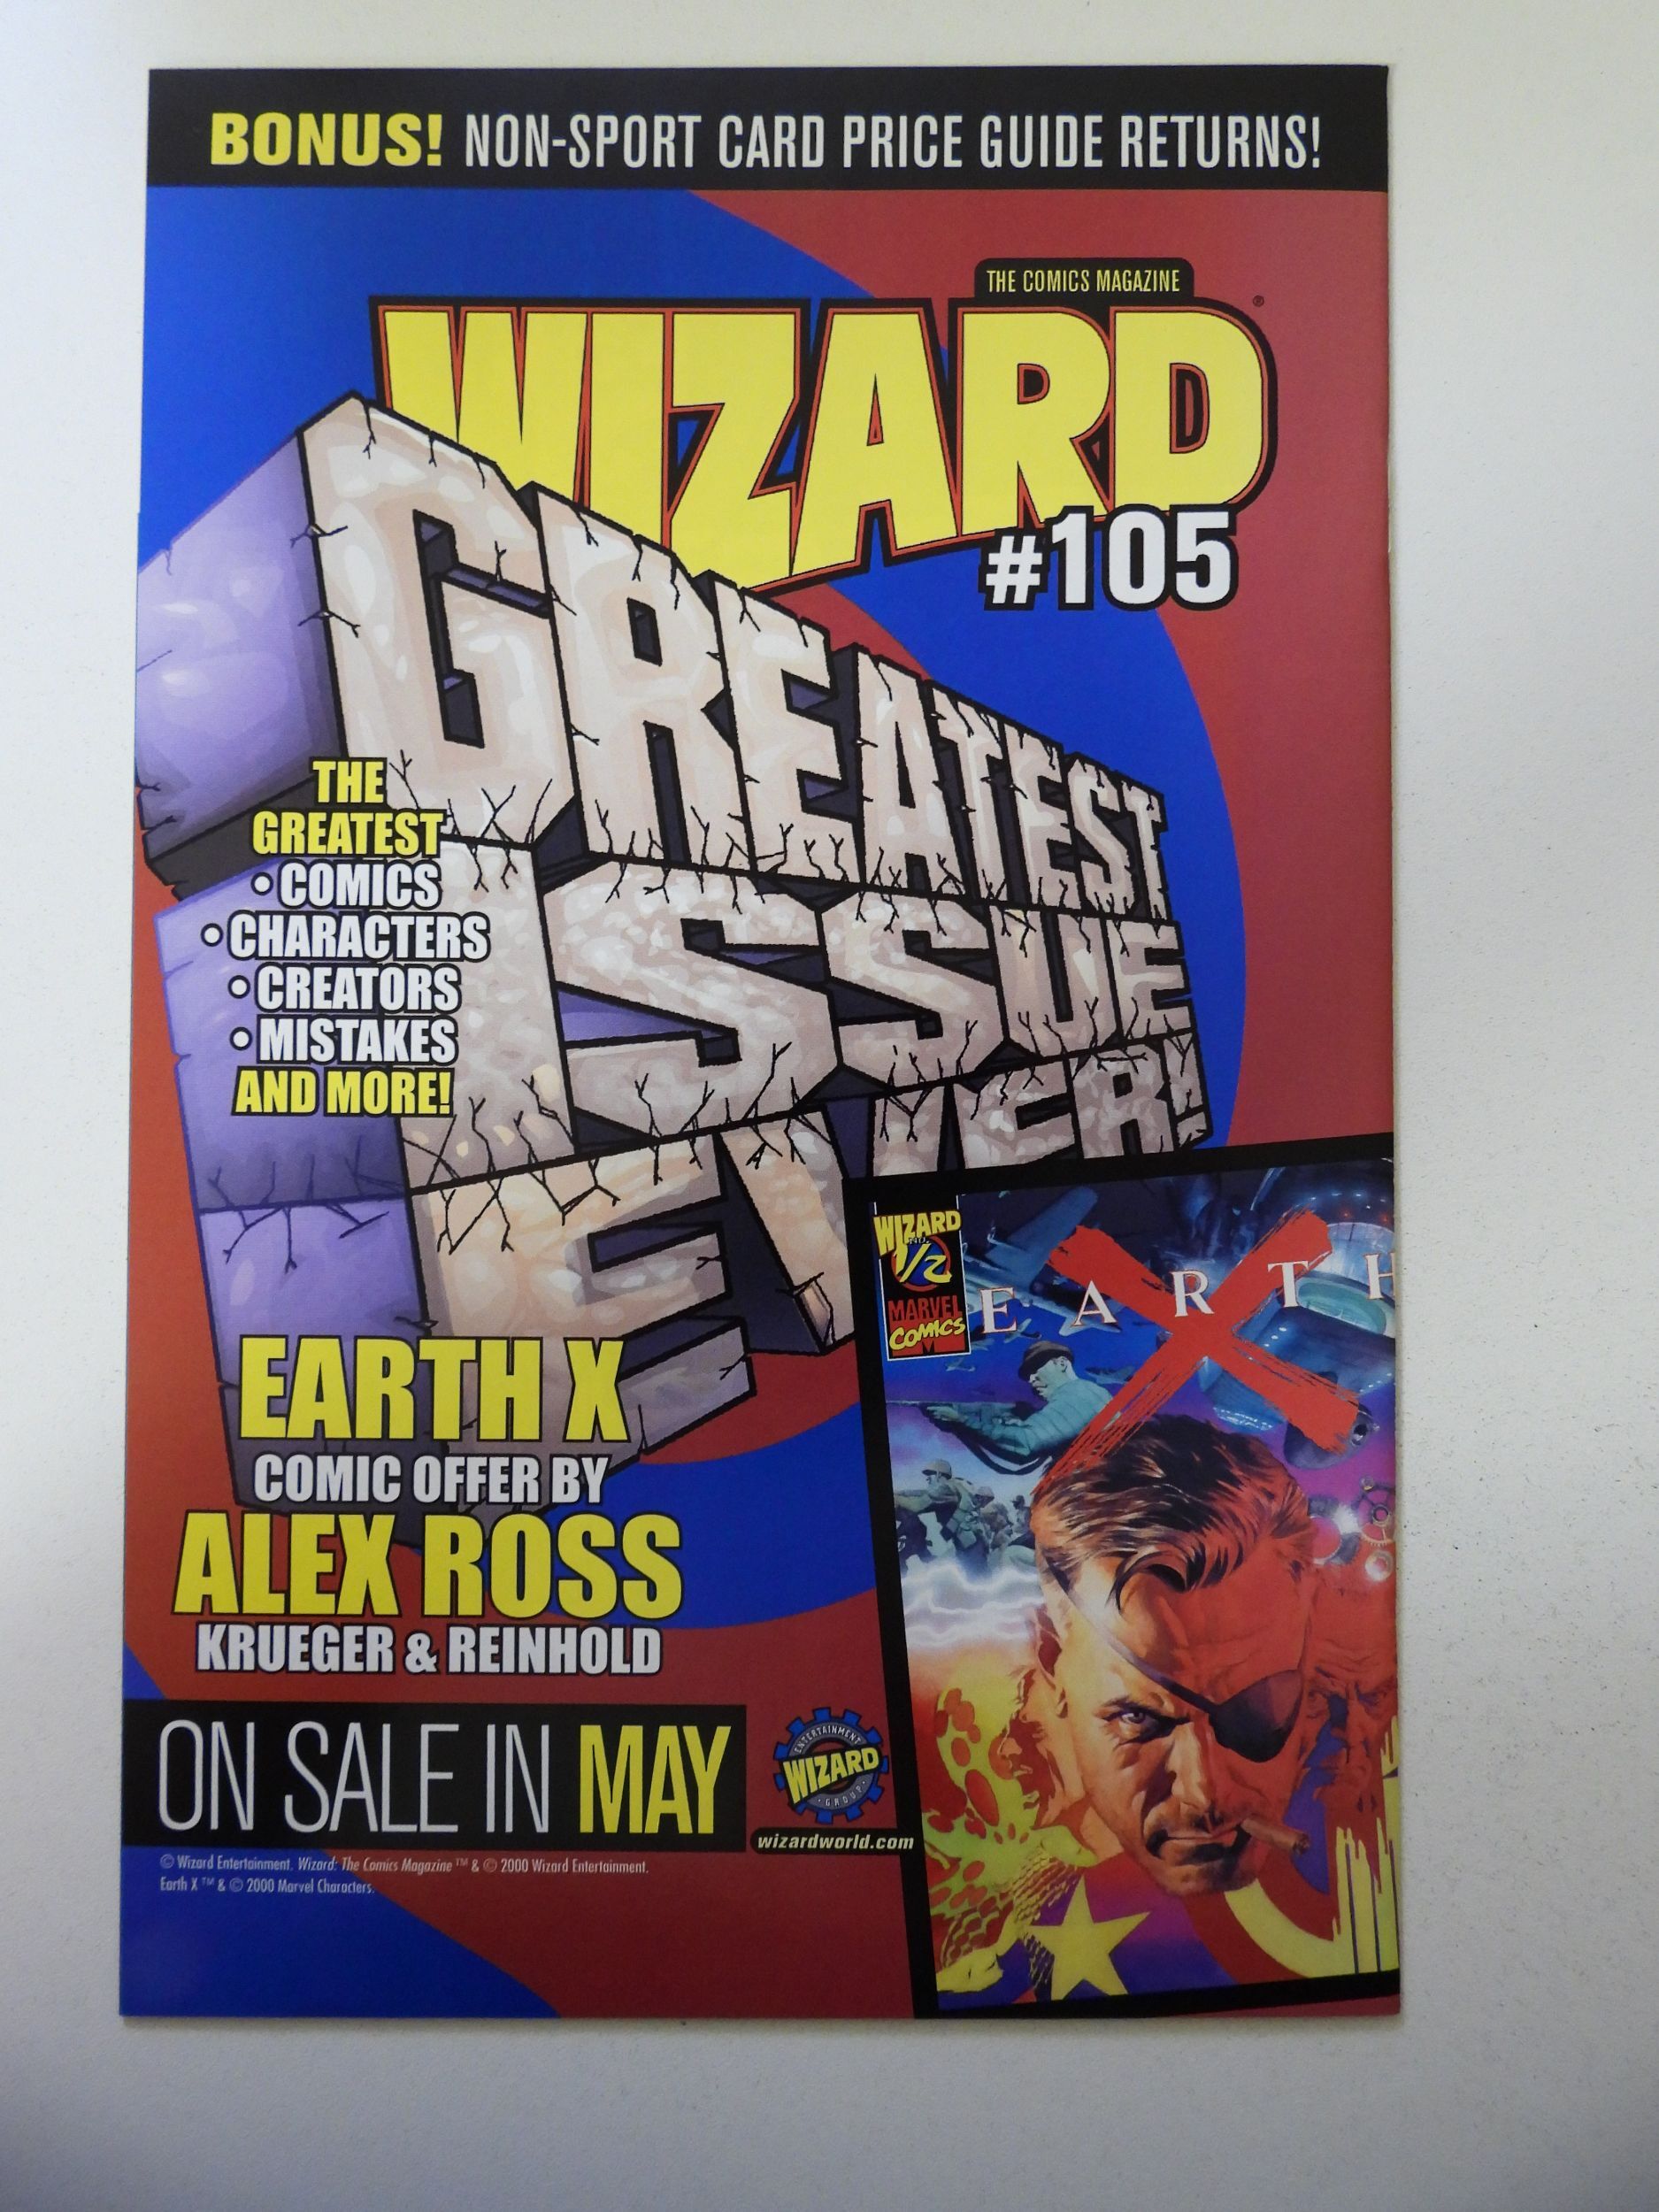 BONUS! NON-SPORT CARD PRICE GUIDE RETURNS!
THE COMICS MAGAZINE
WIZARD®
#105
GREATEST
ISSUE
EVER!
THE
GREATEST
• COMICS
• CHARACTERS
• CREATORS
• MISTAKES
AND MORE!
WIZARD
NO.
1/2
MARVEL
COMICS
EARTH
X
EARTH X
COMIC OFFER BY
ALEX ROSS
KRUEGER & REINHOLD
ON SALE IN MAY
ENTERTAINMENT
WIZARD
GROUP
wizardworld.com
© Wizard Entertainment. Wizard: The Comics Magazine ™ & © 2000 Wizard Entertainment.
Earth X ™ & © 2000 Marvel Characters.